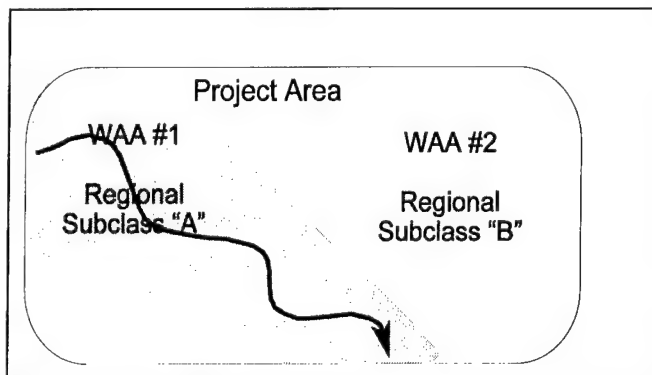 Project Area
WAA #1
Regional
Subclass "A"
WAA #2
Regional
Subclass "B"